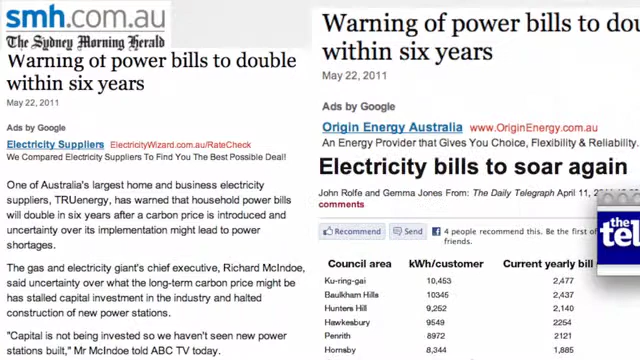 smh.com.au
The Sydney Morning Herald
Warning of power bills to double
within six years
May 22, 2011
Ads by Google
Electricity Suppliers ElectricityWizard.com.au/RateCheck
We Compared Electricity Suppliers To Find You The Best Possible Deal!
One of Australia's largest home and business electricity
suppliers, TRUenergy, has warned that household power bills
will double in six years after a carbon price is introduced and
uncertainty over its implementation might lead to power
shortages.
The gas and electricity giant's chief executive, Richard McIndoe,
said uncertainty over what the long-term carbon price might be
has stalled capital investment in the industry and halted
construction of new power stations.
"Capital is not being invested so we haven't seen new power
stations built," Mr McIndoe told ABC TV today.
Warning of power bills to dou
within six years
May 22, 2011
Ads by Google
Origin Energy Australia www.OriginEnergy.com.au
An Energy Provider that Gives You Choice, Flexibility & Reliability.
Electricity bills to soar again
John Rolfe and Gemma Jones From: The Daily Telegraph April 11,
comments
Recommend Send 4 people recommend this. Be the first of
friends.
the
tel
Council area kWh/customer Current yearly bill
Ku-ring-gai 10,453 2,477
Baulkham Hills 10345 2,437
Hunters Hill 9,252 2,140
Hawkesbury 9549 2254
Penrith 8972 2121
Hornsby 8,344 1,885